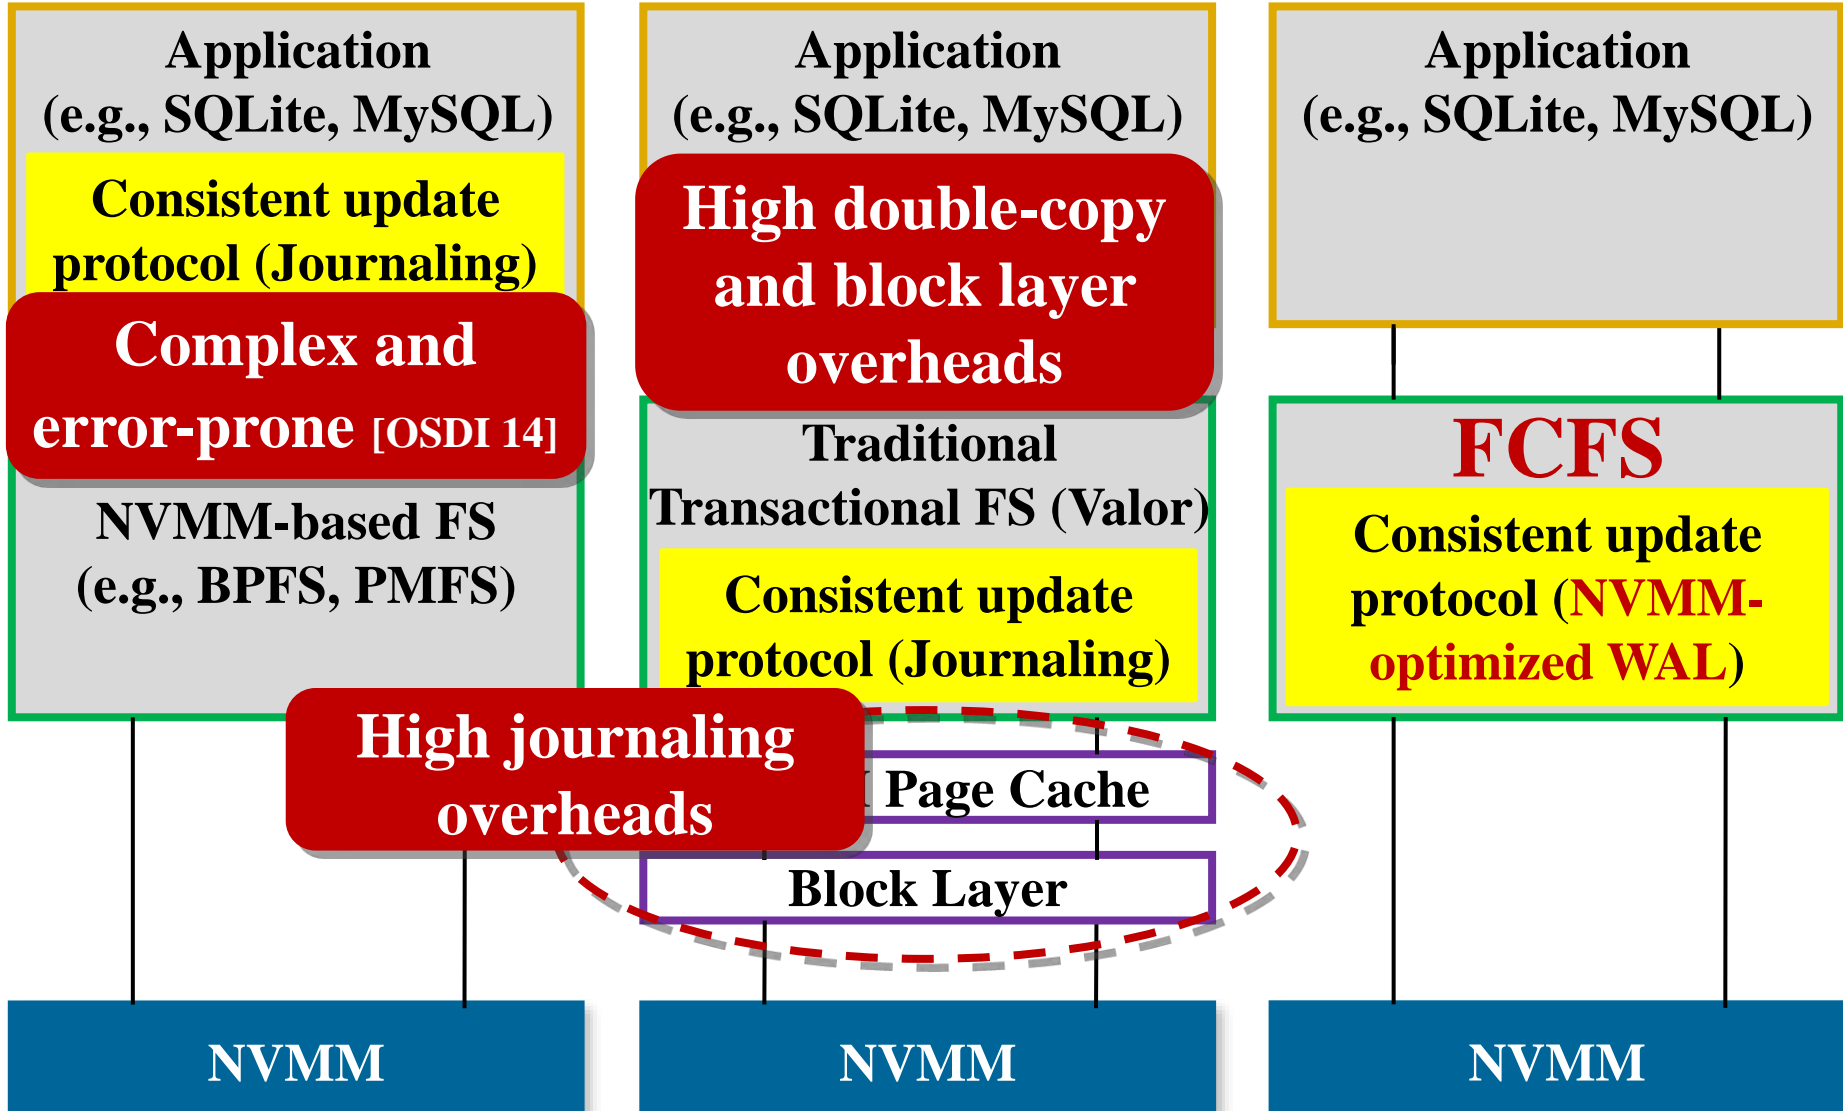 Application
(e.g., SQLite, MySQL)
Consistent update
protocol (Journaling)
Complex and
error-prone [OSDI 14]
NVMM-based FS
(e.g., BPFS, PMFS)
NVMM
Application
(e.g., SQLite, MySQL)
High double-copy
and block layer
overheads
Traditional
Transactional FS (Valor)
Consistent update
protocol (Journaling)
High journaling
overheads
Page Cache
Block Layer
NVMM
Application
(e.g., SQLite, MySQL)
FCFS
Consistent update
protocol (NVMM-
optimized WAL)
NVMM